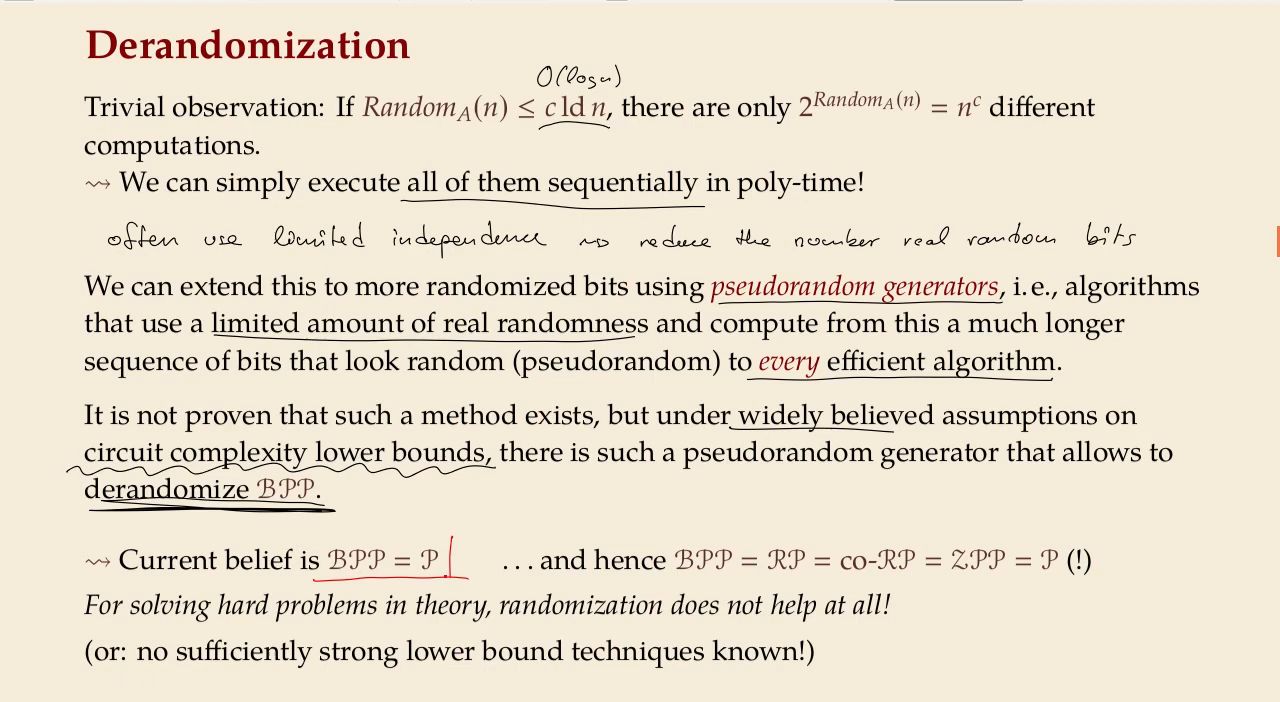 Derandomization
O(log n)
Trivial observation: If Random_A(n) ≤ c ld n, there are only 2^{Random_A(n)} = n^c different
computations.
⇝ We can simply execute all of them sequentially in poly-time!
often use limited independence ⇝ reduce the number real random bits
We can extend this to more randomized bits using pseudorandom generators, i. e., algorithms
that use a limited amount of real randomness and compute from this a much longer
sequence of bits that look random (pseudorandom) to every efficient algorithm.
It is not proven that such a method exists, but under widely believed assumptions on
circuit complexity lower bounds, there is such a pseudorandom generator that allows to
derandomize BPP.
⇝ Current belief is BPP = P ... and hence BPP = RP = co-RP = ZPP = P (!)
For solving hard problems in theory, randomization does not help at all!
(or: no sufficiently strong lower bound techniques known!)